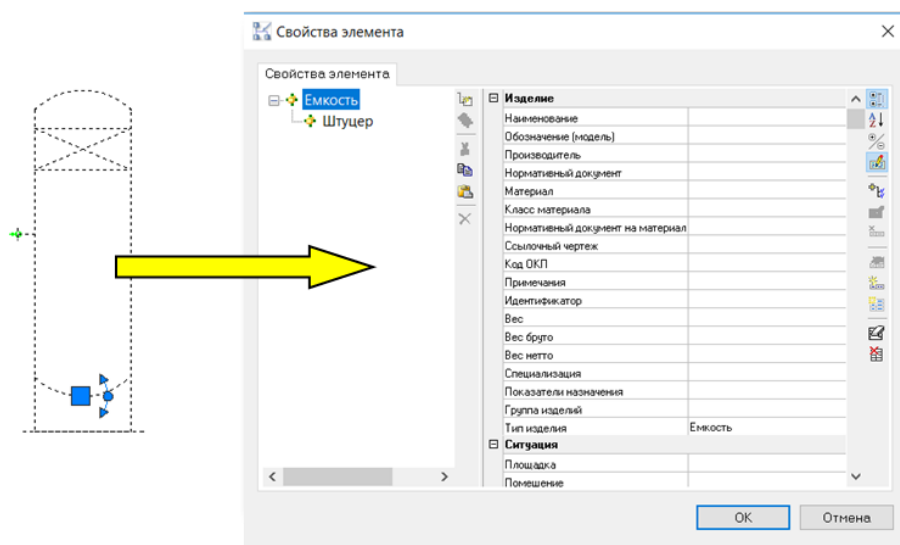 Свойства элемента
Свойства элемента
Емкость
Штуцер
Изделие
Наименование
Обозначение (модель)
Производитель
Нормативный документ
Материал
Класс материала
Нормативный документ на материал
Ссылочный чертеж
Код ОКП
Примечания
Идентификатор
Вес
Вес бруто
Вес нетто
Специализация
Показатели назначения
Группа изделий
Тип изделия Емкость
Ситуация
Площадка
Помещение
ОК Отмена